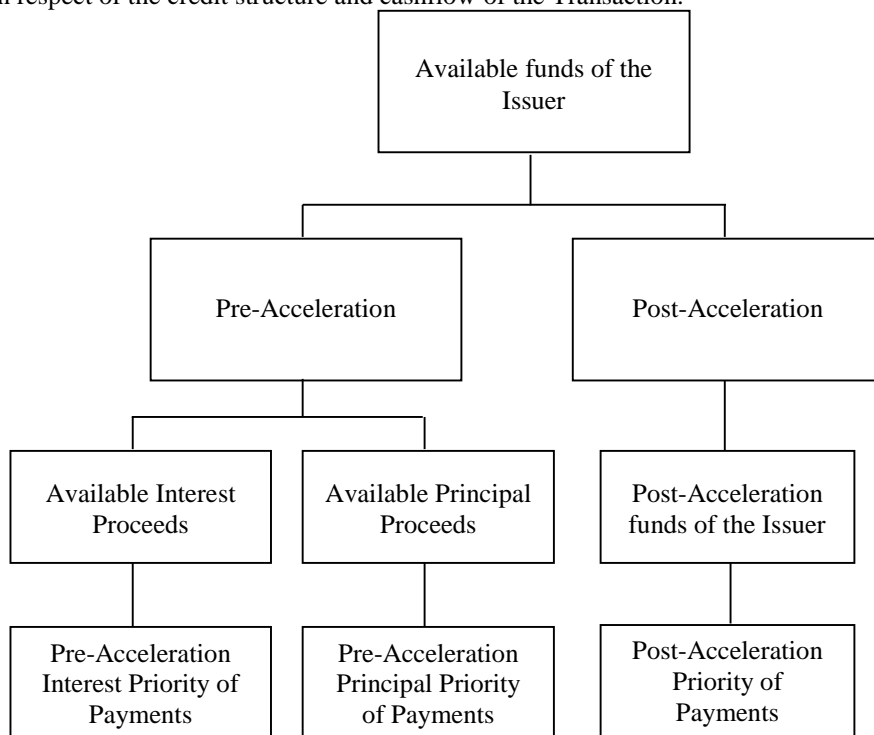 respect of the credit structure and cashflow of the Transaction.
Available funds of the
Issuer
Pre-Acceleration
Post-Acceleration
Available Interest
Proceeds
Available Principal
Proceeds
Post-Acceleration
funds of the Issuer
Pre-Acceleration
Interest Priority of
Payments
Pre-Acceleration
Principal Priority
of Payments
Post-Acceleration
Priority of
Payments